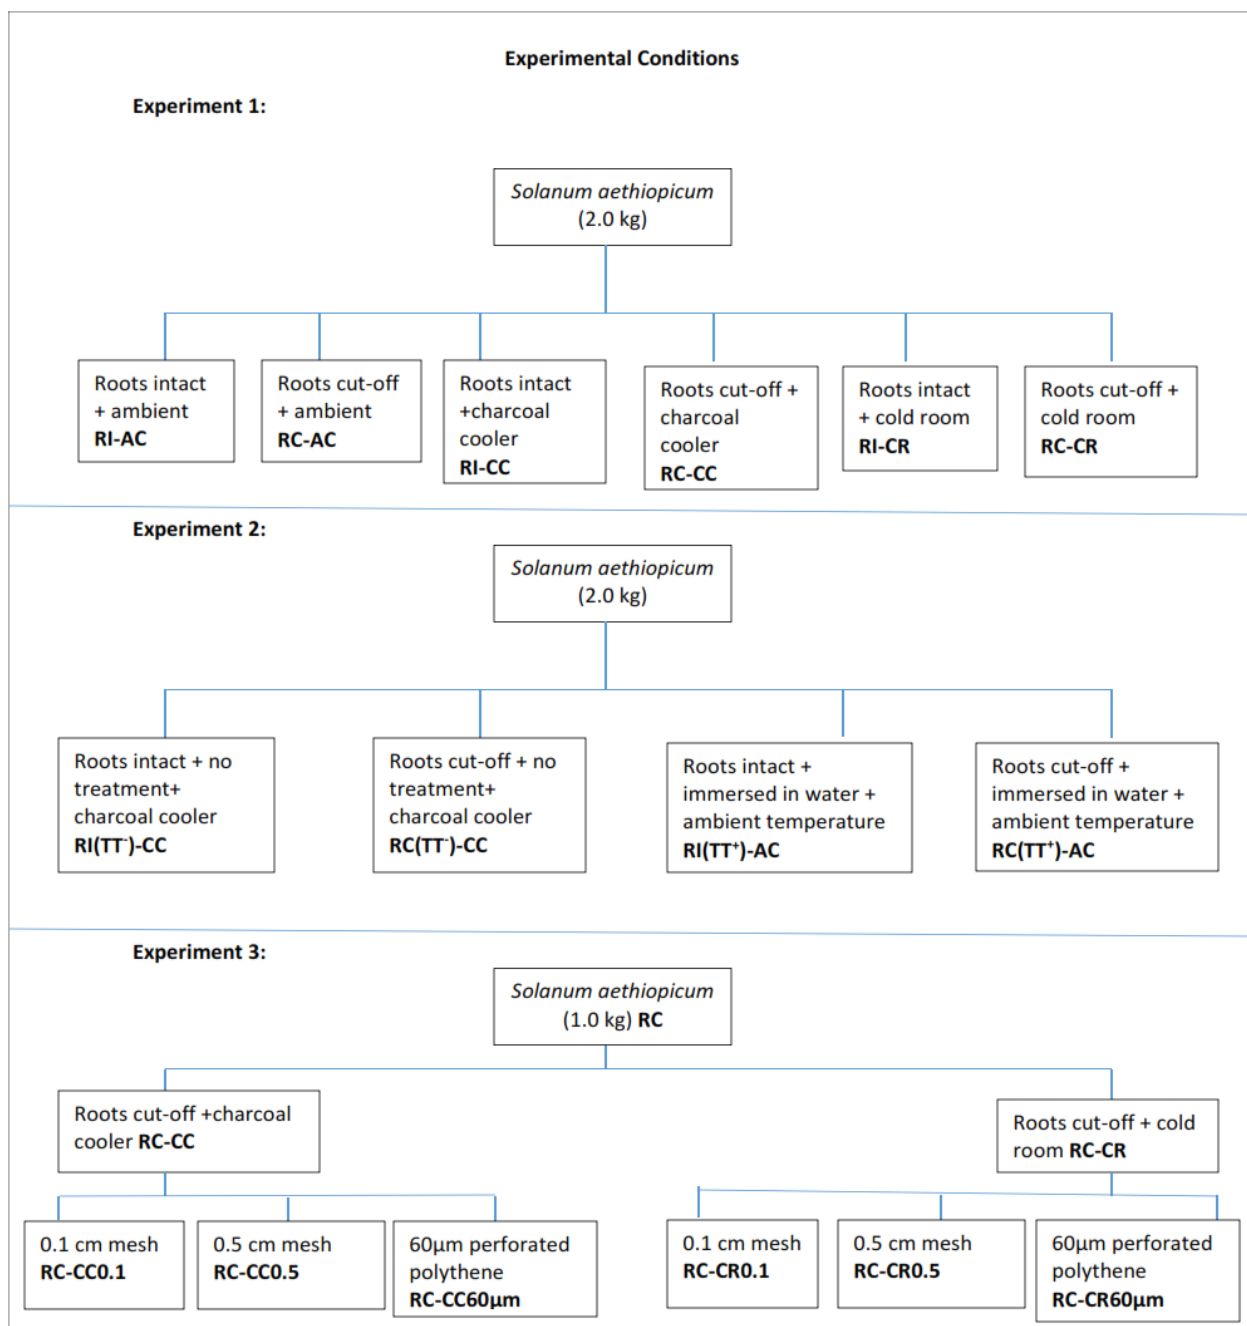 Experimental Conditions
Experiment 1:
Solanum aethiopicum
(2.0 kg)
Roots intact
+ ambient
RI-AC
Roots cut-off
+ ambient
RC-AC
Roots intact
+charcoal
cooler
RI-CC
Roots cut-off +
charcoal
cooler
RC-CC
Roots intact
+ cold room
RI-CR
Roots cut-off +
cold room
RC-CR
Experiment 2:
Solanum aethiopicum
(2.0 kg)
Roots intact + no
treatment+
charcoal cooler
RI(TT⁻)-CC
Roots cut-off + no
treatment+
charcoal cooler
RC(TT⁻)-CC
Roots intact +
immersed in water +
ambient temperature
RI(TT⁺)-AC
Roots cut-off +
immersed in water +
ambient temperature
RC(TT⁺)-AC
Experiment 3:
Solanum aethiopicum
(1.0 kg) RC
Roots cut-off +charcoal
cooler RC-CC
Roots cut-off + cold
room RC-CR
0.1 cm mesh
RC-CC0.1
0.5 cm mesh
RC-CC0.5
60µm perforated
polythene
RC-CC60µm
0.1 cm mesh
RC-CR0.1
0.5 cm mesh
RC-CR0.5
60µm perforated
polythene
RC-CR60µm